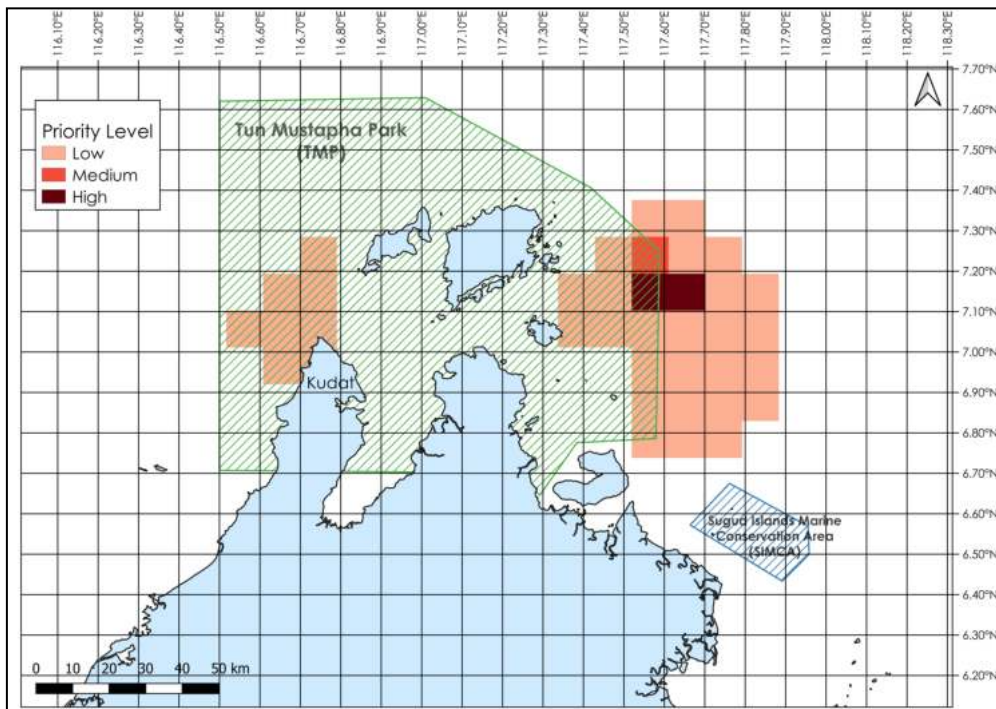 116.10°E
116.20°E
116.30°E
116.40°E
116.50°E
116.60°E
116.70°E
116.80°E
116.90°E
117.00°E
117.10°E
117.20°E
117.30°E
117.40°E
117.50°E
117.60°E
117.70°E
117.80°E
117.90°E
118.00°E
118.10°E
118.20°E
118.30°E
7.70°N
7.60°N
7.50°N
7.40°N
7.30°N
7.20°N
7.10°N
7.00°N
6.90°N
6.80°N
6.70°N
6.60°N
6.50°N
6.40°N
6.30°N
6.20°N
Priority Level
Low
Medium
High
Tun Mustapha Park
(TMP)
Kudat
Sugud Islands Marine
Conservation Area
(SIMCA)
0 10 20 30 40 50 km